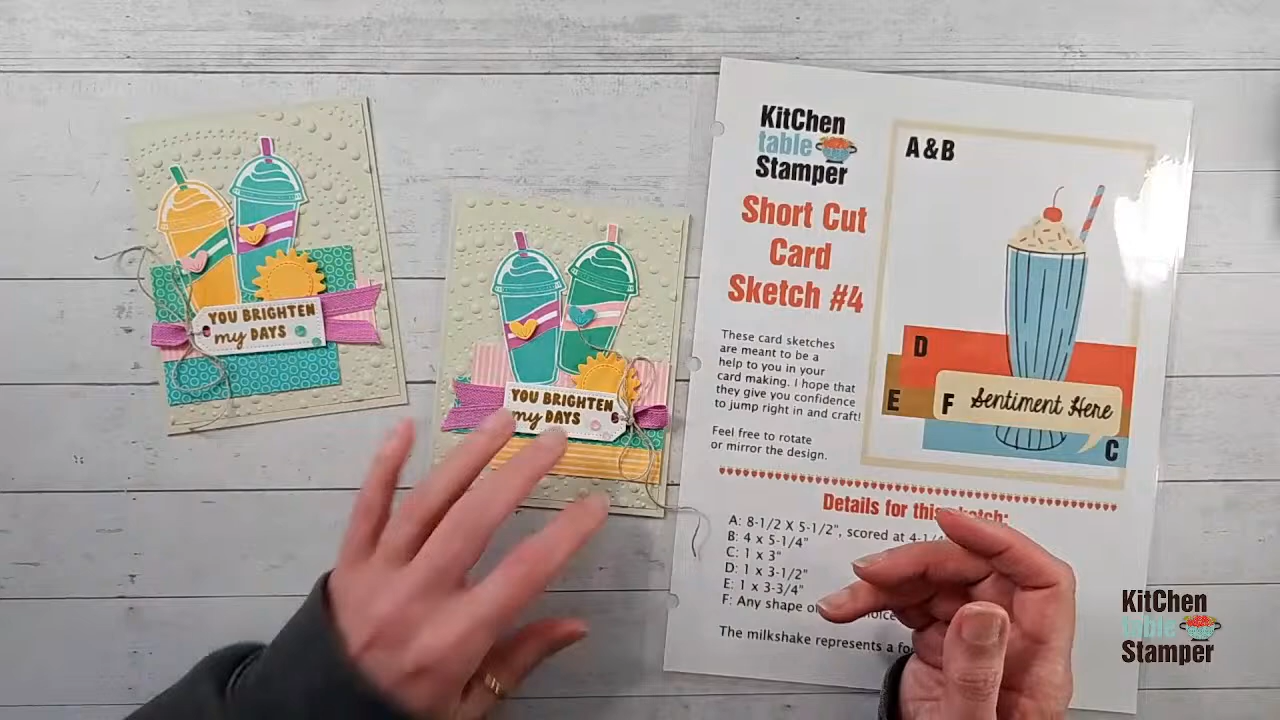 YOU BRIGHTEN
my DAYS
YOU BRIGHTEN
my DAYS
KitChen
table
Stamper
Short Cut
Card
Sketch #4
These card sketches
are meant to be a
help to you in your
card making. I hope that
they give you confidence
to jump right in and craft!
Feel free to rotate
or mirror the design.
A & B
D
E
F
Sentiment Here
C
Details for this sketch:
A: 8-1/2 X 5-1/2", scored at 4-1/4"
B: 4 x 5-1/4"
C: 1 x 3"
D: 1 x 3-1/2"
E: 1 x 3-3/4"
F: Any shape
The milkshake represents a
KitChen
table
Stamper